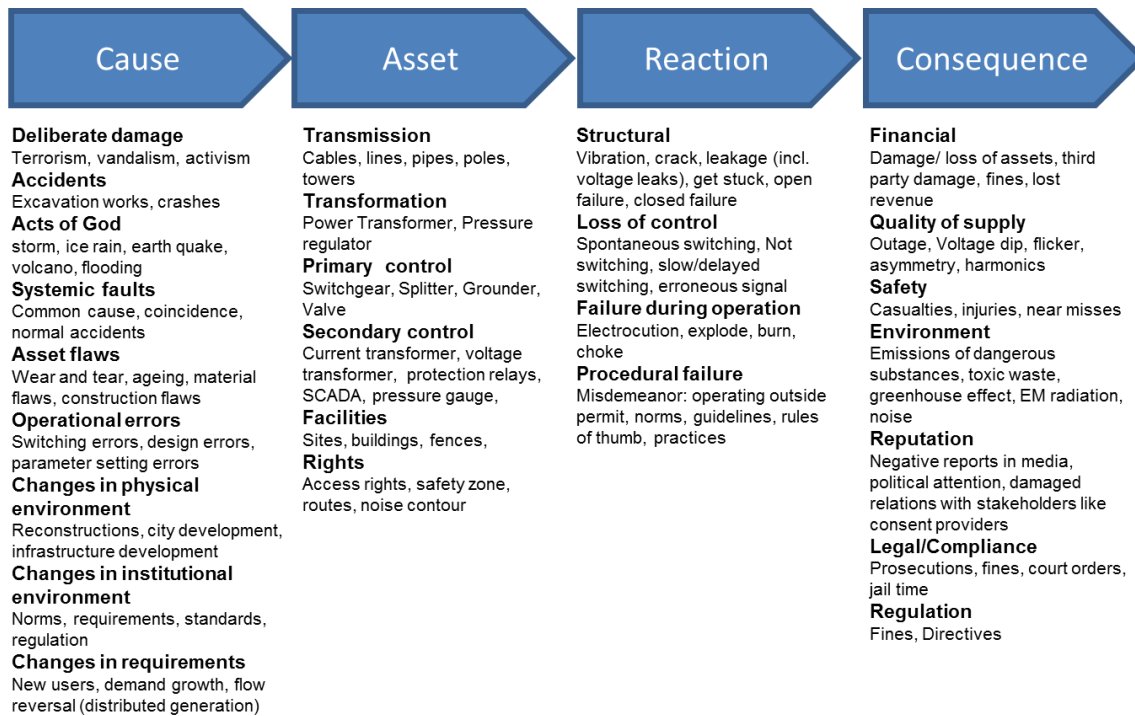 Cause
Asset
Reaction
Consequence
Deliberate damage
Terrorism, vandalism, activism
Accidents
Excavation works, crashes
Acts of God
storm, ice rain, earth quake,
volcano, flooding
Systemic faults
Common cause, coincidence,
normal accidents
Asset flaws
Wear and tear, ageing, material
flaws, construction flaws
Operational errors
Switching errors, design errors,
parameter setting errors
Changes in physical
environment
Reconstructions, city development,
infrastructure development
Changes in institutional
environment
Norms, requirements, standards,
regulation
Changes in requirements
New users, demand growth, flow
reversal (distributed generation)
Transmission
Cables, lines, pipes, poles,
towers
Transformation
Power Transformer, Pressure
regulator
Primary control
Switchgear, Splitter, Grounder,
Valve
Secondary control
Current transformer, voltage
transformer, protection relays,
SCADA, pressure gauge,
Facilities
Sites, buildings, fences,
Rights
Access rights, safety zone,
routes, noise contour
Structural
Vibration, crack, leakage (incl.
voltage leaks), get stuck, open
failure, closed failure
Loss of control
Spontaneous switching, Not
switching, slow/delayed
switching, erroneous signal
Failure during operation
Electrocution, explode, burn,
choke
Procedural failure
Misdemeanor: operating outside
permit, norms, guidelines, rules
of thumb, practices
Financial
Damage/ loss of assets, third
party damage, fines, lost
revenue
Quality of supply
Outage, Voltage dip, flicker,
asymmetry, harmonics
Safety
Casualties, injuries, near misses
Environment
Emissions of dangerous
substances, toxic waste,
greenhouse effect, EM radiation,
noise
Reputation
Negative reports in media,
political attention, damaged
relations with stakeholders like
consent providers
Legal/Compliance
Prosecutions, fines, court orders,
jail time
Regulation
Fines, Directives